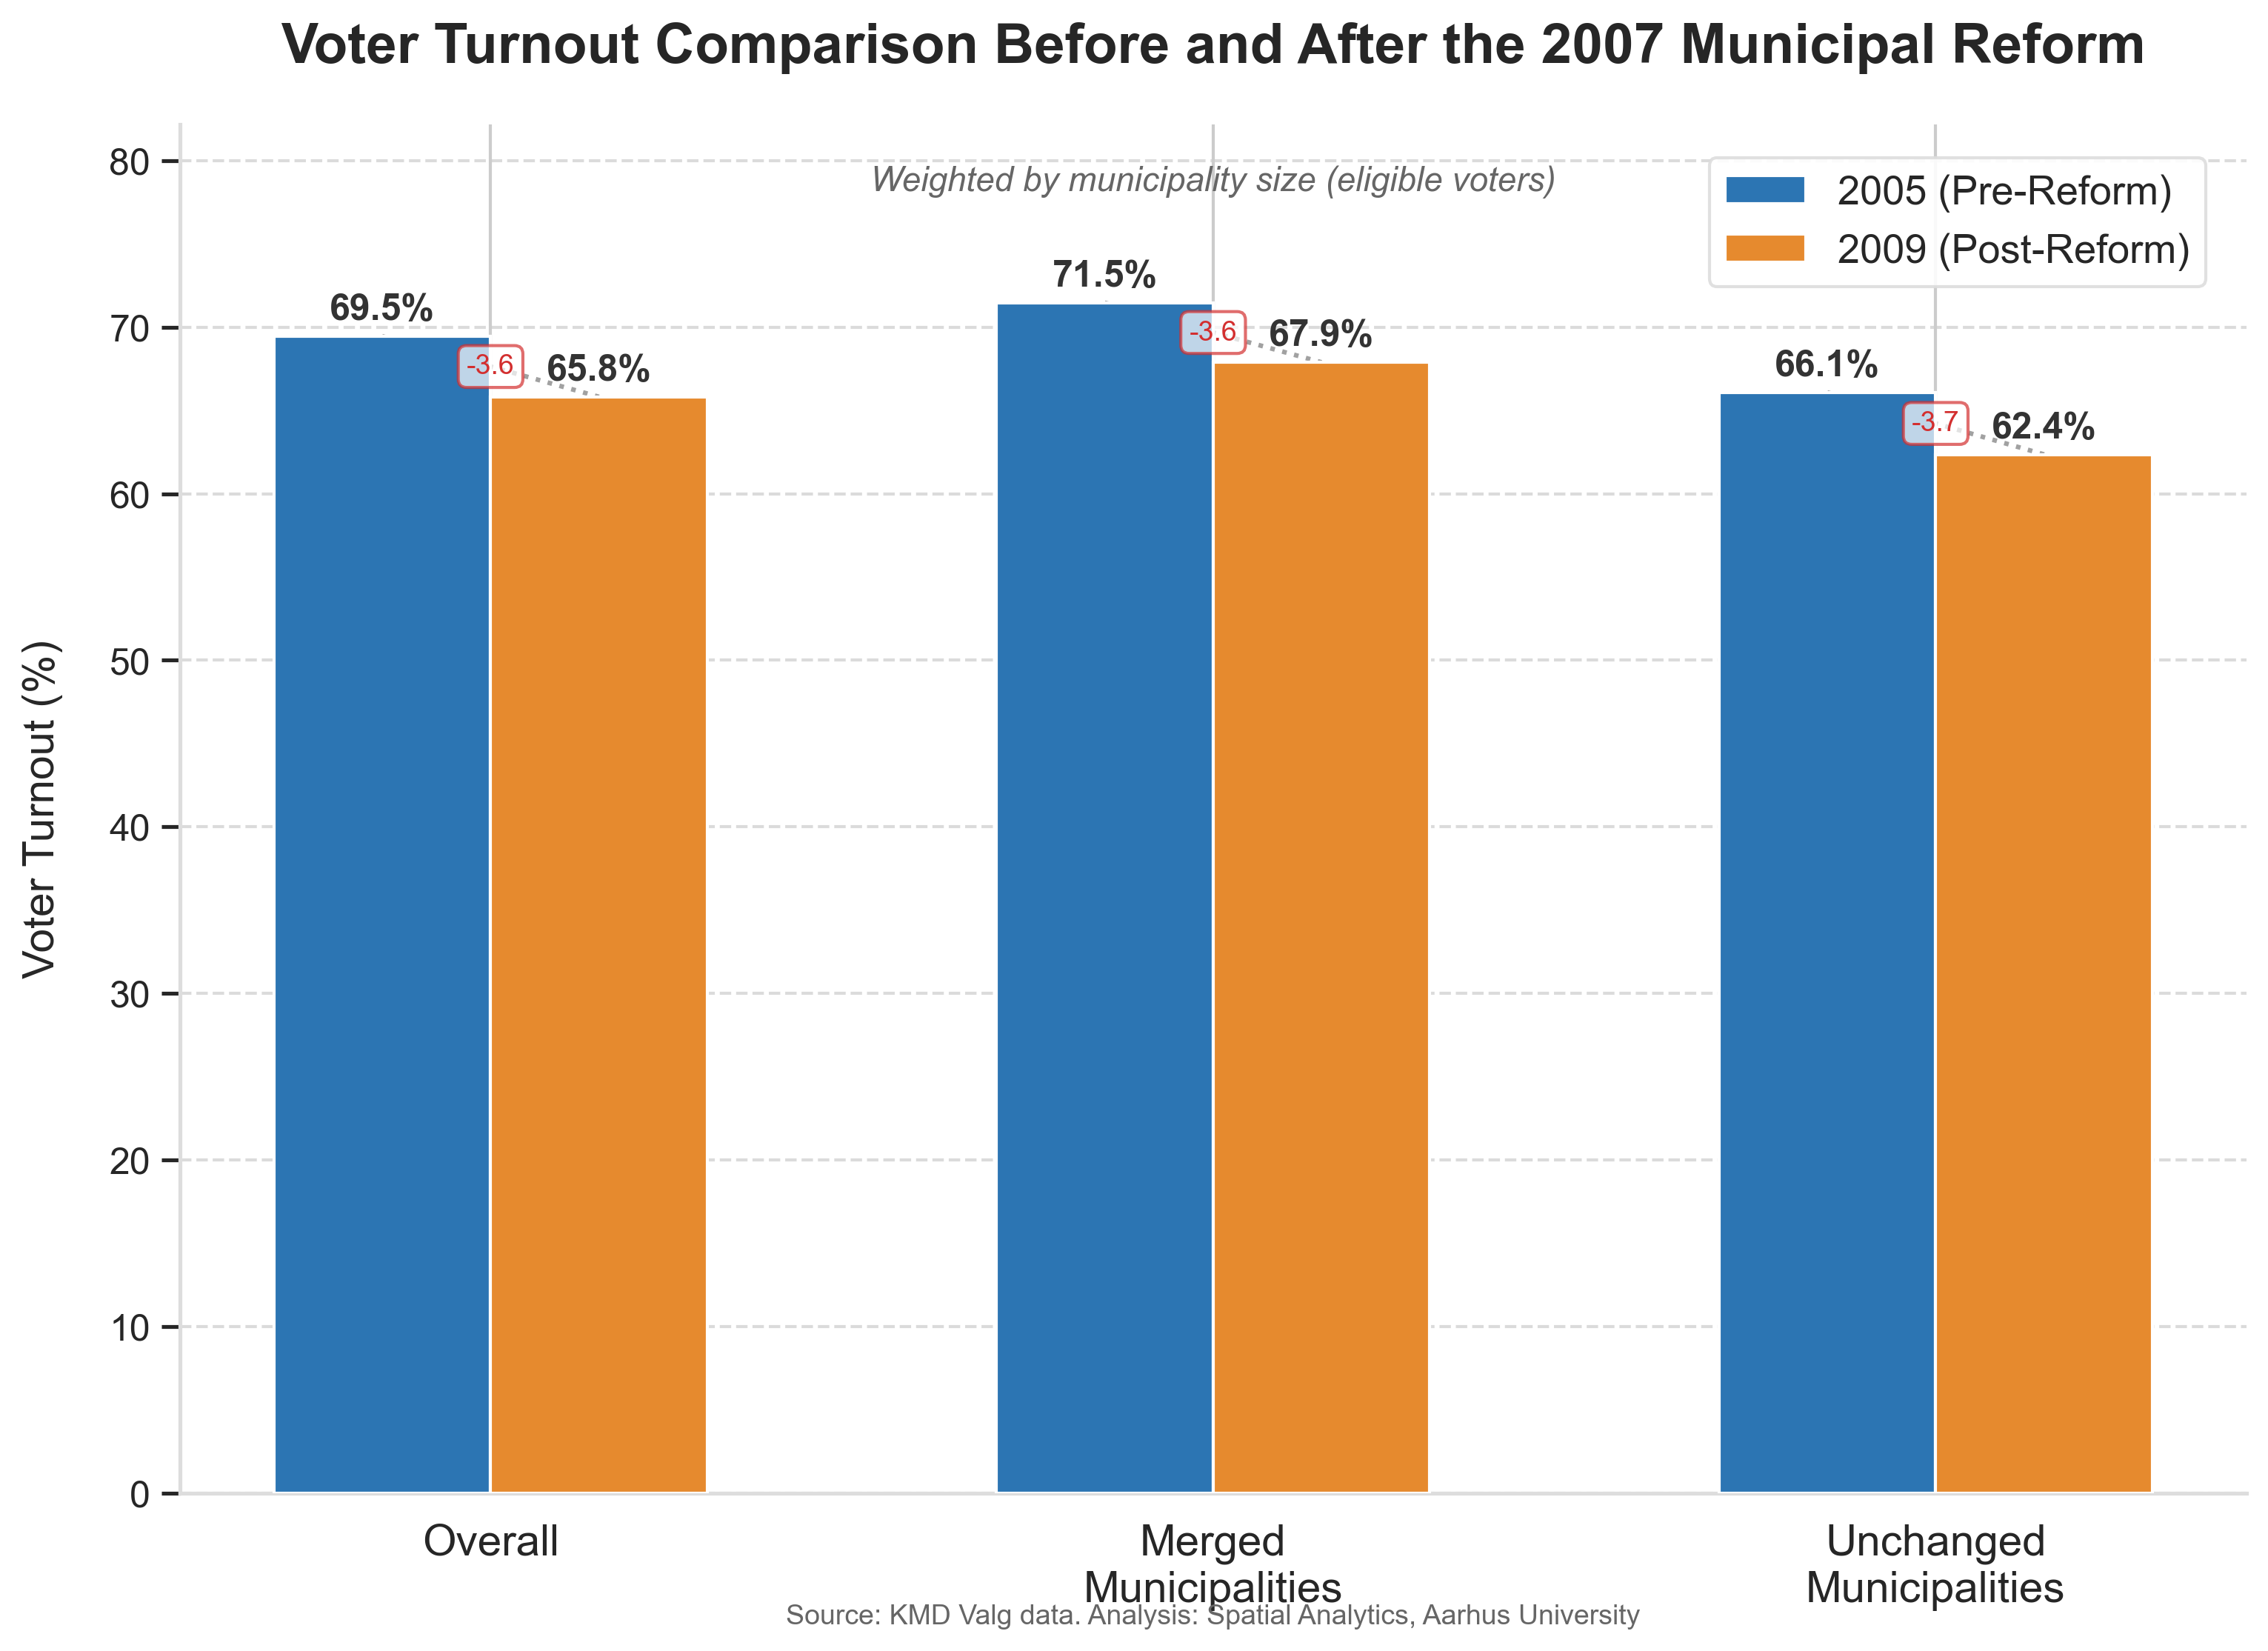 Voter Turnout Comparison Before and After the 2007 Municipal Reform
Weighted by municipality size (eligible voters)
2005 (Pre-Reform)
2009 (Post-Reform)
Voter Turnout (%)
80
70
60
50
40
30
20
10
0
69.5%
-3.6
65.8%
71.5%
-3.6
67.9%
66.1%
-3.7
62.4%
Overall
Merged
Municipalities
Unchanged
Municipalities
Source: KMD Valg data. Analysis: Spatial Analytics, Aarhus University